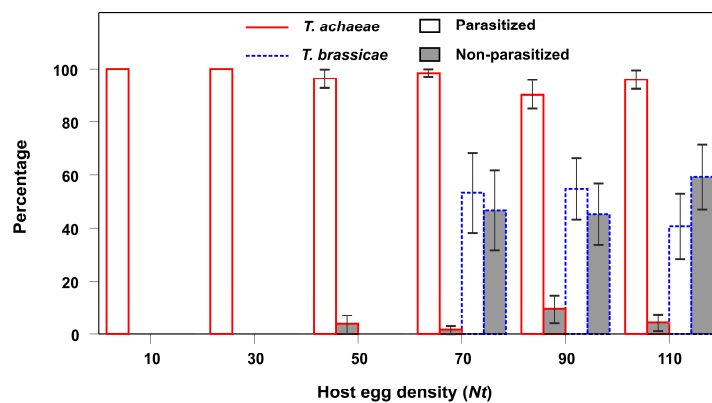 T. achaeae Parasitized
T. brassicae Non-parasitized
100
80
60
40
20
0
Percentage
10 30 50 70 90 110
Host egg density (Nt)